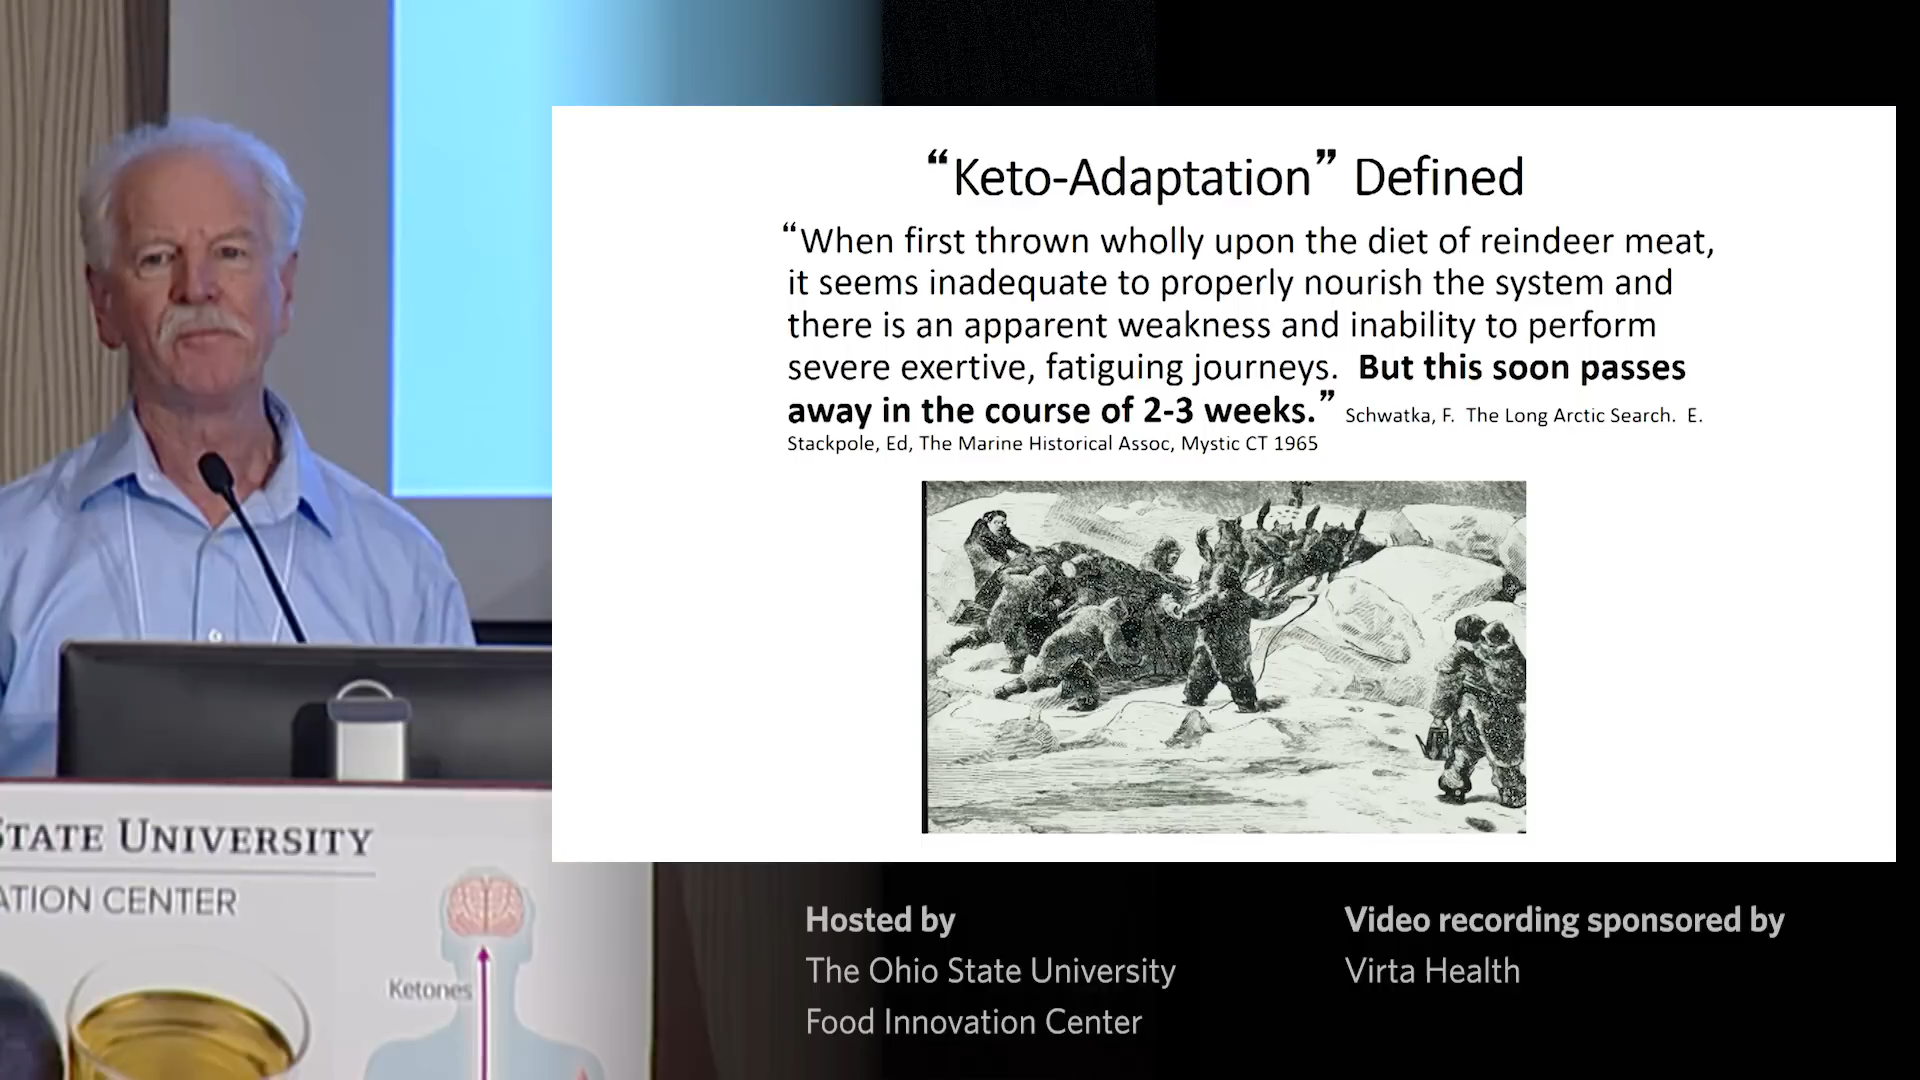 “Keto-Adaptation” Defined
“When first thrown wholly upon the diet of reindeer meat,
it seems inadequate to properly nourish the system and
there is an apparent weakness and inability to perform
severe exertive, fatiguing journeys.  But this soon passes
away in the course of 2-3 weeks.” Schwatka, F.  The Long Arctic Search.  E.
Stackpole, Ed, The Marine Historical Assoc, Mystic CT 1965
STATE UNIVERSITY
ATION CENTER
Ketones
Hosted by
The Ohio State University
Food Innovation Center
Video recording sponsored by
Virta Health